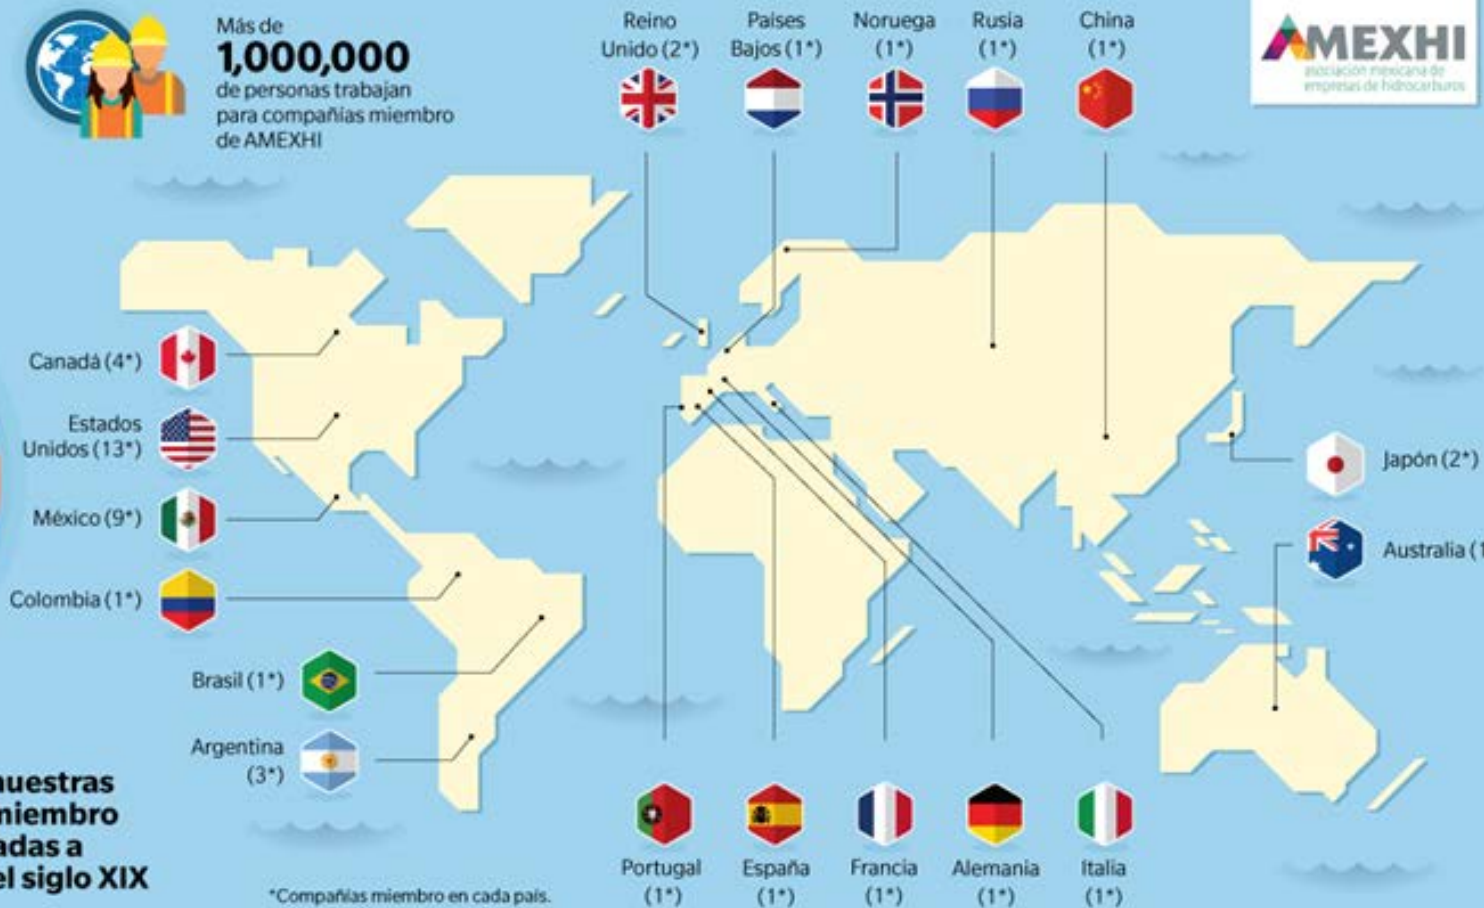 Más de
1,000,000
de personas trabajan
para compañías miembro
de AMEXHI
Reino
Unido (2*)
Países
Bajos (1*)
Noruega
(1*)
Rusia
(1*)
China
(1*)
AMEXHI
asociación mexicana de
empresas de hidrocarburos
Canadá (4*)
Estados
Unidos (13*)
México (9*)
Colombia (1*)
Brasil (1*)
Argentina
(3*)
Japón (2*)
Australia (1
nuestras
miembro
adas a
el siglo XIX
*Compañías miembro en cada país.
Portugal
(1*)
España
(1*)
Francia
(1*)
Alemania
(1*)
Italia
(1*)